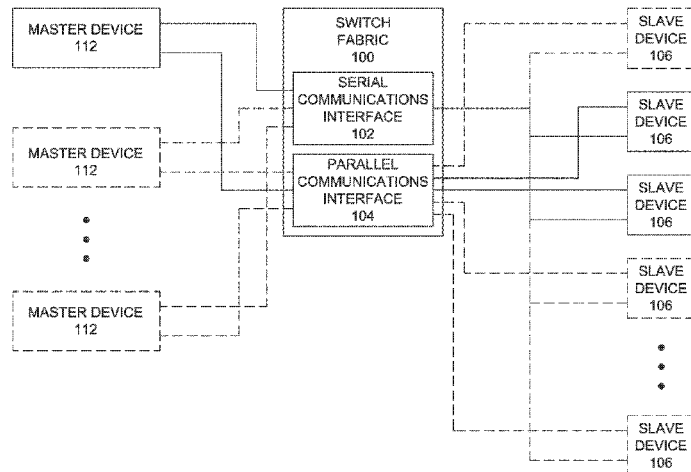 MASTER DEVICE
112
MASTER DEVICE
112
MASTER DEVICE
112
SWITCH
FABRIC
100
SERIAL
COMMUNICATIONS
INTERFACE
102
PARALLEL
COMMUNICATIONS
INTERFACE
104
SLAVE
DEVICE
106
SLAVE
DEVICE
106
SLAVE
DEVICE
106
SLAVE
DEVICE
106
SLAVE
DEVICE
106